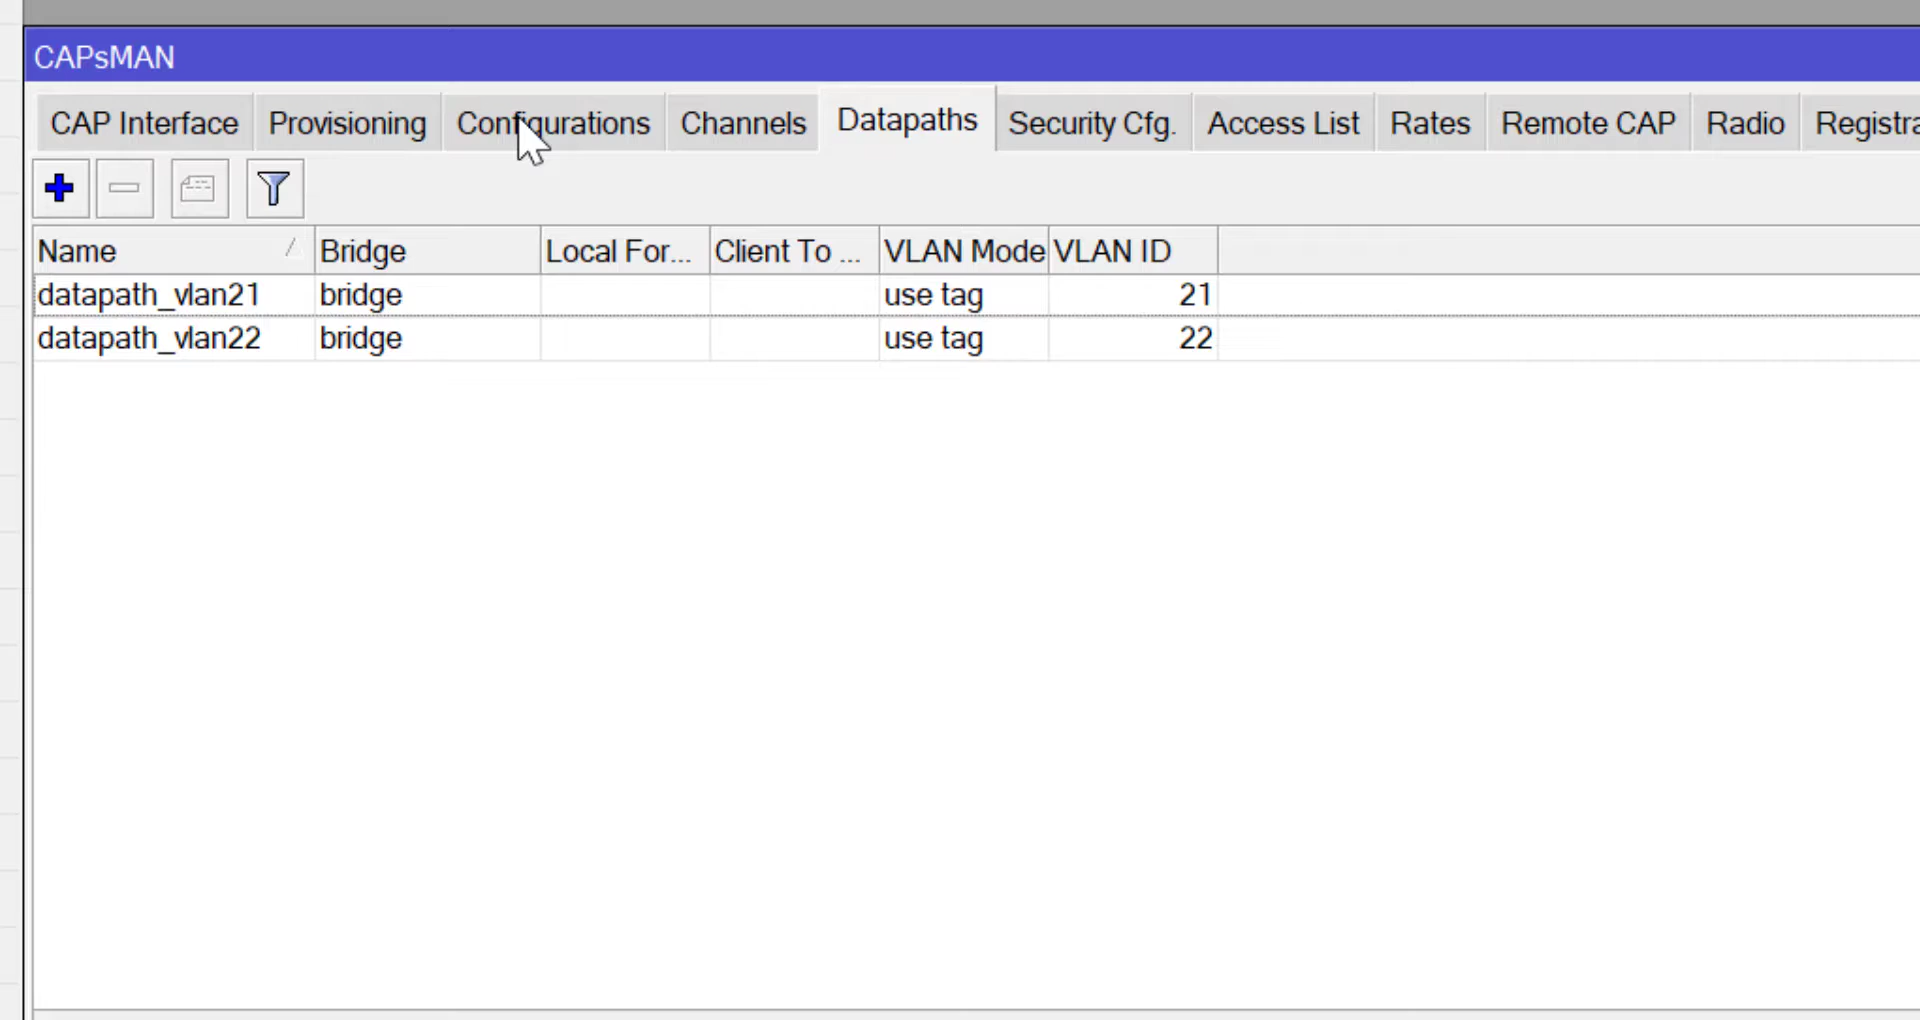 CAPsMAN
CAP Interface Provisioning Configurations Channels Datapaths Security Cfg. Access List Rates Remote CAP Radio Registra
Name Bridge Local For... Client To ... VLAN Mode VLAN ID
datapath_vlan21 bridge use tag 21
datapath_vlan22 bridge use tag 22